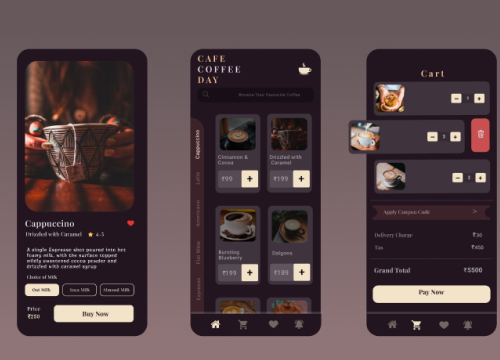 Cappuccino
Drizzled with Caramel 4.5
A single Espresso shot poured into hot
foamy milk, with the surface topped
mildly sweetened cocoa powder and
drizzled with caramel syrup
Choice of Milk
Oat Milk Soya Milk Almond Milk
Price
₹250
Buy Now
CAFE
COFFEE
DAY
Browse Your Favourite Coffee
Cappuccino
Latte
Americano
Flat White
Espresso
Cinnamon &
Cocoa
₹99 +
Drizzled with
Caramel
₹199 +
Bursting
Blueberry
₹199 +
Dalgona
₹189 +
Cart
Apply Coupon Code >
Delivery Charge ₹30
Tax
Grand Total ₹5500
Pay Now